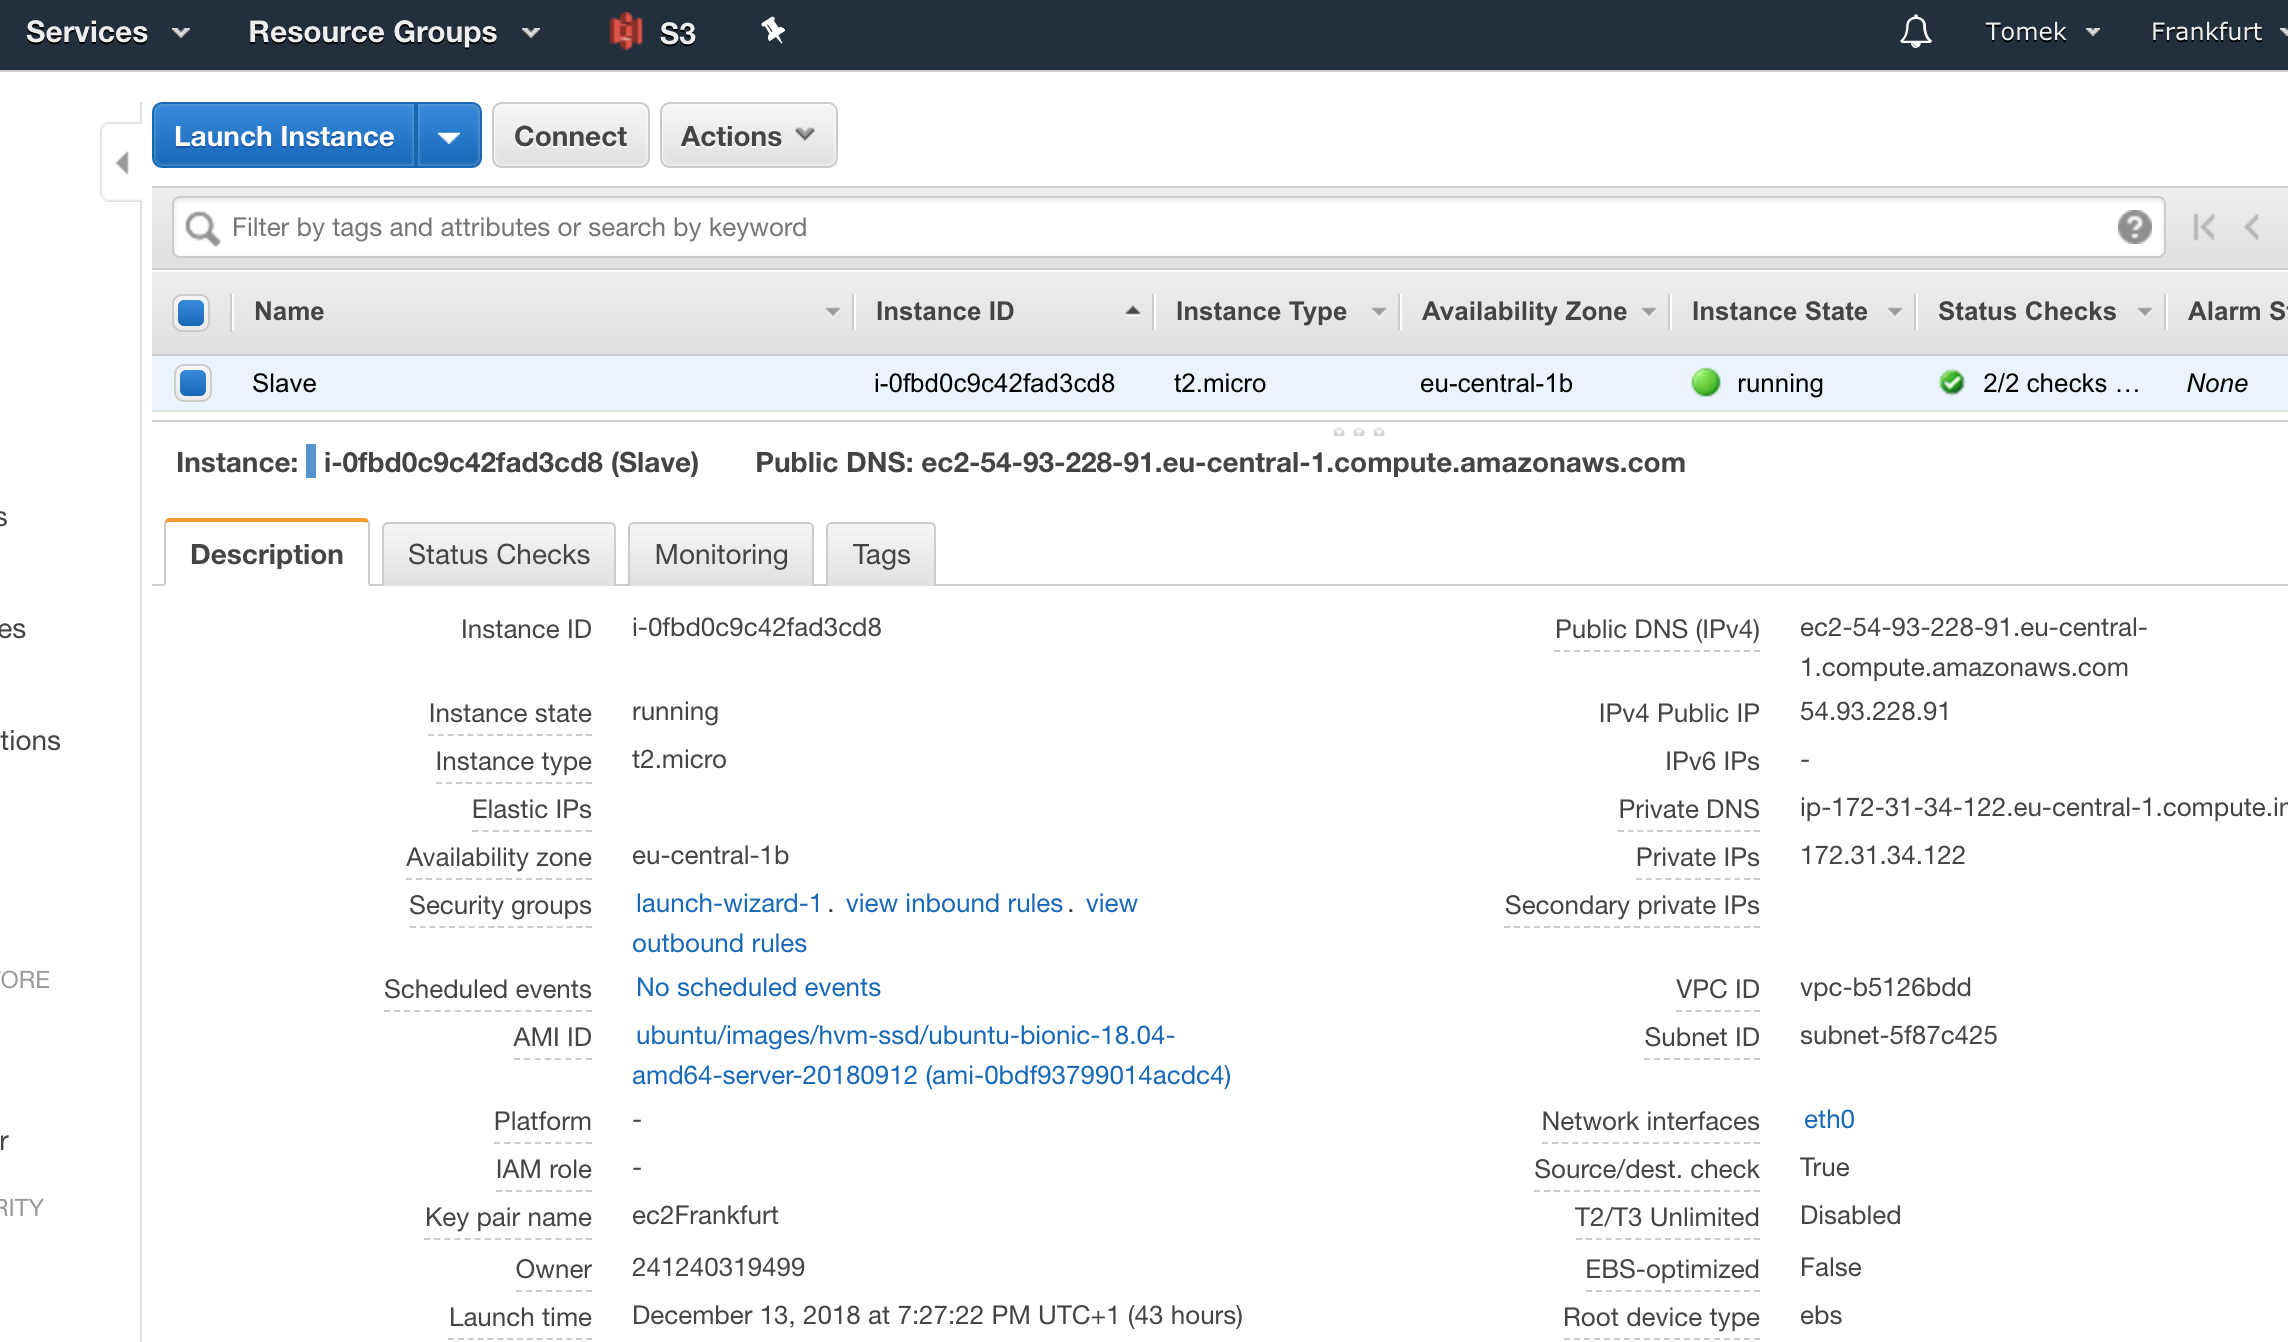 Services Resource Groups S3 Tomek Frankfurt
Launch Instance Connect Actions
Filter by tags and attributes or search by keyword
Name Instance ID Instance Type Availability Zone Instance State Status Checks Alarm St
Slave i-0fbd0c9c42fad3cd8 t2.micro eu-central-1b running 2/2 checks … None
Instance: i-0fbd0c9c42fad3cd8 (Slave) Public DNS: ec2-54-93-228-91.eu-central-1.compute.amazonaws.com
s
Description Status Checks Monitoring Tags
es
Instance ID i-0fbd0c9c42fad3cd8 Public DNS (IPv4) ec2-54-93-228-91.eu-central-
1.compute.amazonaws.com
Instance state running IPv4 Public IP 54.93.228.91
tions
Instance type t2.micro IPv6 IPs -
Elastic IPs Private DNS ip-172-31-34-122.eu-central-1.compute.in
Availability zone eu-central-1b Private IPs 172.31.34.122
Security groups launch-wizard-1 . view inbound rules . view Secondary private IPs
outbound rules
ORE
Scheduled events No scheduled events VPC ID vpc-b5126bdd
AMI ID ubuntu/images/hvm-ssd/ubuntu-bionic-18.04- Subnet ID subnet-5f87c425
amd64-server-20180912 (ami-0bdf93799014acdc4)
Platform - Network interfaces eth0
r
IAM role - Source/dest. check True
RITY
Key pair name ec2Frankfurt T2/T3 Unlimited Disabled
Owner 241240319499 EBS-optimized False
Launch time December 13, 2018 at 7:27:22 PM UTC+1 (43 hours) Root device type ebs